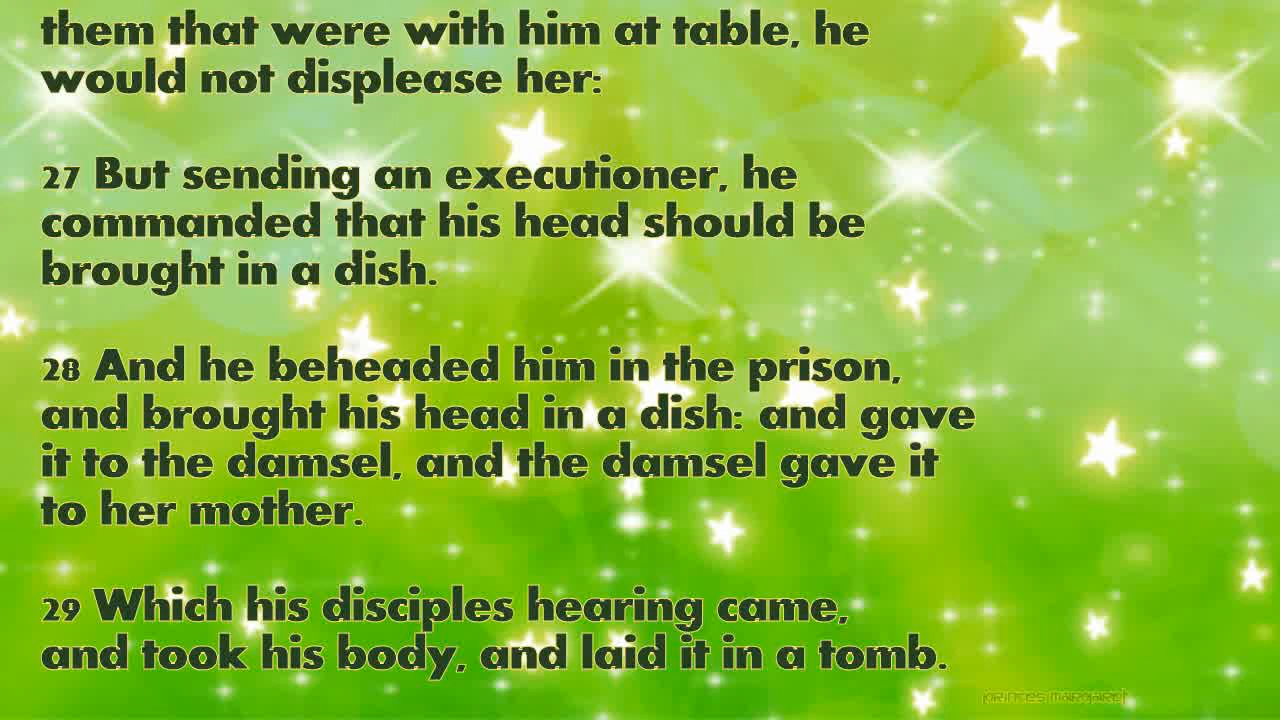 them that were with him at table, he
would not displease her:
27 But sending an executioner, he
commanded that his head should be
brought in a dish.
28 And he beheaded him in the prison,
and brought his head in a dish: and gave
it to the damsel, and the damsel gave it
to her mother.
29 Which his disciples hearing came,
and took his body, and laid it in a tomb.